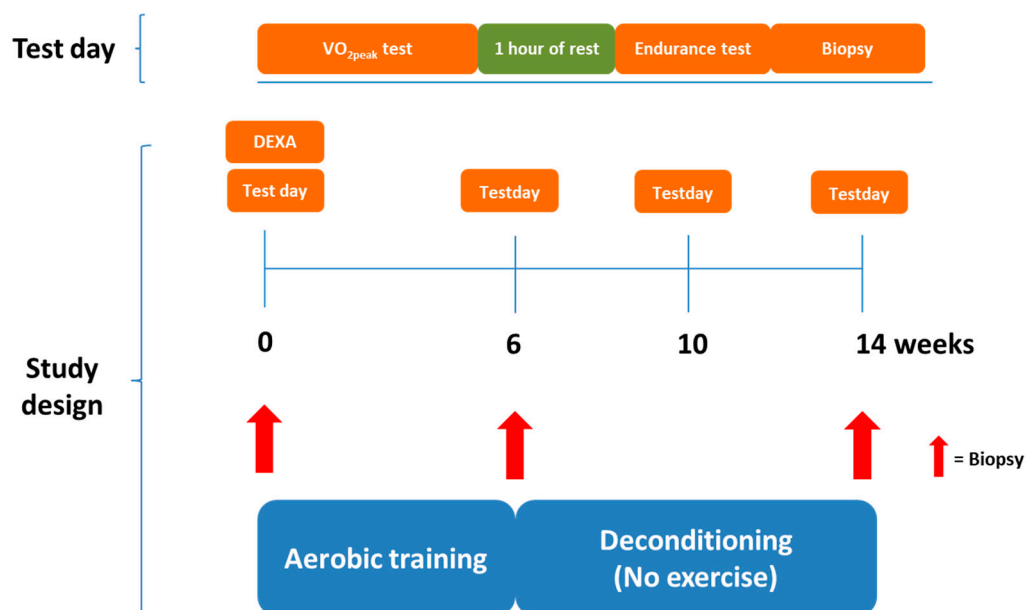 Test day
VO2peak test
1 hour of rest
Endurance test
Biopsy
DEXA
Test day
Testday
Testday
Testday
0
6
10
14 weeks
Study
design
= Biopsy
Aerobic training
Deconditioning
(No exercise)